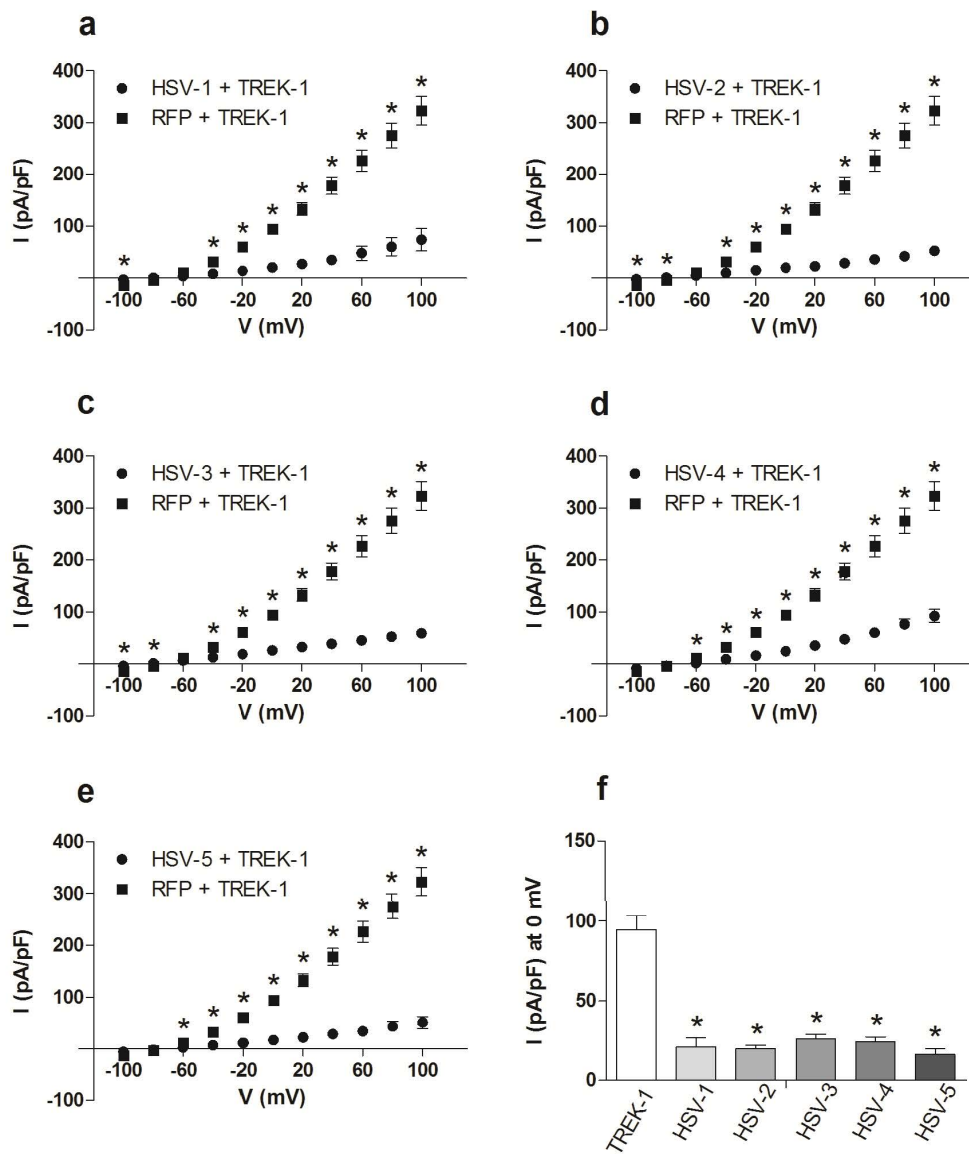 a
400
300
200
100
-100
I (pA/pF)
HSV-1 + TREK-1
RFP + TREK-1
* * * * * * * * * *
-100 -60 -20 20 60 100
V (mV)
b
400
300
200
100
-100
I (pA/pF)
HSV-2 + TREK-1
RFP + TREK-1
* * * * * * * * * *
-100 -60 -20 20 60 100
V (mV)
c
400
300
200
100
-100
I (pA/pF)
HSV-3 + TREK-1
RFP + TREK-1
* * * * * * * * * *
-100 -60 -20 20 60 100
V (mV)
d
400
300
200
100
-100
I (pA/pF)
HSV-4 + TREK-1
RFP + TREK-1
* * * * * * * * *
-100 -60 -20 20 60 100
V (mV)
e
400
300
200
100
-100
I (pA/pF)
HSV-5 + TREK-1
RFP + TREK-1
* * * * * * * * *
-100 -60 -20 20 60 100
V (mV)
f
150
100
50
0
I (pA/pF) at 0 mV
* * * * *
TREK-1
HSV-1
HSV-2
HSV-3
HSV-4
HSV-5